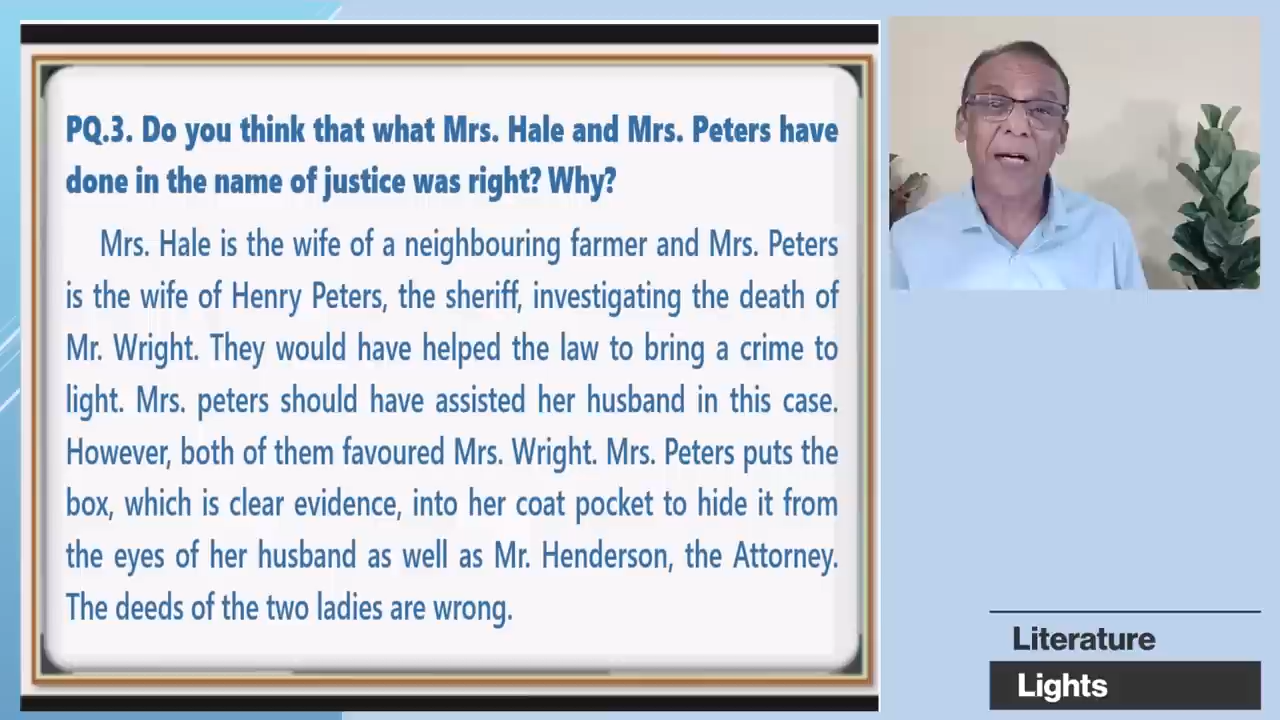 PQ.3. Do you think that what Mrs. Hale and Mrs. Peters have
done in the name of justice was right? Why?
Mrs. Hale is the wife of a neighbouring farmer and Mrs. Peters
is the wife of Henry Peters, the sheriff, investigating the death of
Mr. Wright. They would have helped the law to bring a crime to
light. Mrs. peters should have assisted her husband in this case.
However, both of them favoured Mrs. Wright. Mrs. Peters puts the
box, which is clear evidence, into her coat pocket to hide it from
the eyes of her husband as well as Mr. Henderson, the Attorney.
The deeds of the two ladies are wrong.
Literature
Lights